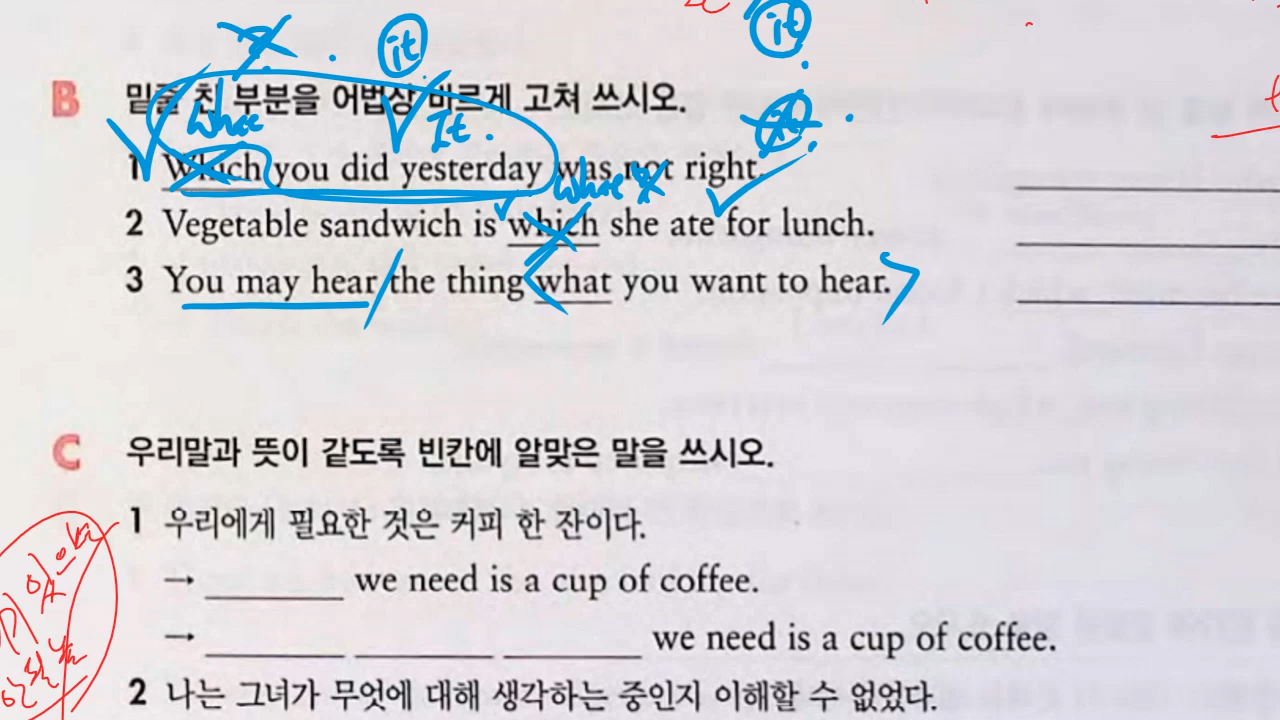 it
it
B 밑줄 친 부분을 어법상 바르게 고쳐 쓰시오.
What It.
it
1 Which you did yesterday was not right.
What
2 Vegetable sandwich is which she ate for lunch.
3 You may hear the thing what you want to hear.
C 우리말과 뜻이 같도록 빈칸에 알맞은 말을 쓰시오.
1 우리에게 필요한 것은 커피 한 잔이다.
→ ________ we need is a cup of coffee.
→ ________ ________ ________ we need is a cup of coffee.
2 나는 그녀가 무엇에 대해 생각하는 중인지 이해할 수 없었다.